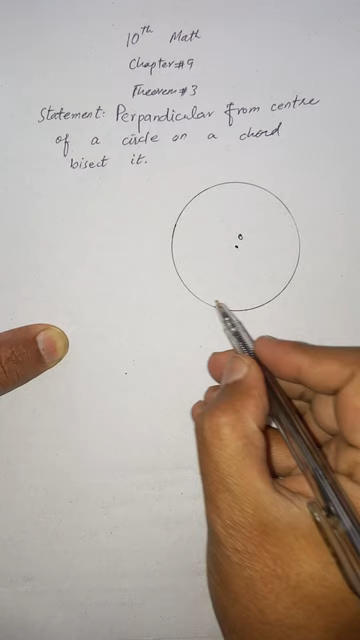 10th Math
Chapter#9
Theorem#3
Statement: Perpandicular from centre
of a circle on a chord
bisect it.
o